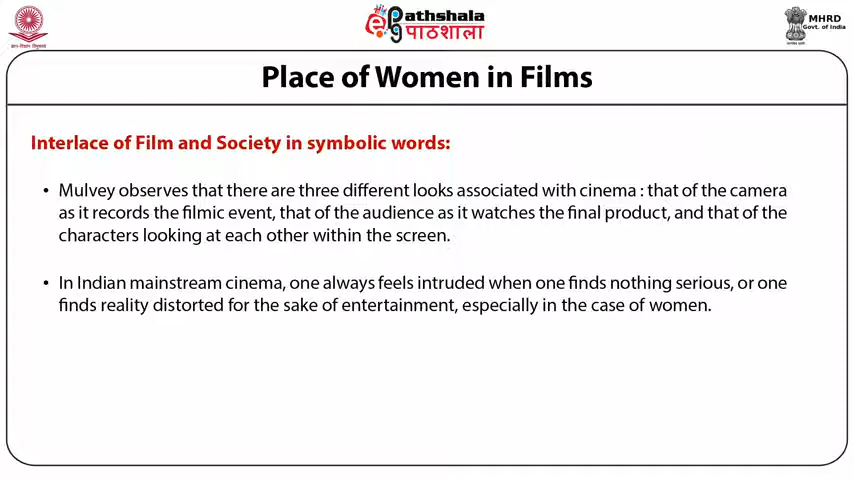 ePathshala
पाठशाला
MHRD
Govt. of India
Place of Women in Films
Interlace of Film and Society in symbolic words:
• Mulvey observes that there are three different looks associated with cinema : that of the camera
as it records the filmic event, that of the audience as it watches the final product, and that of the
characters looking at each other within the screen.
• In Indian mainstream cinema, one always feels intruded when one finds nothing serious, or one
finds reality distorted for the sake of entertainment, especially in the case of women.